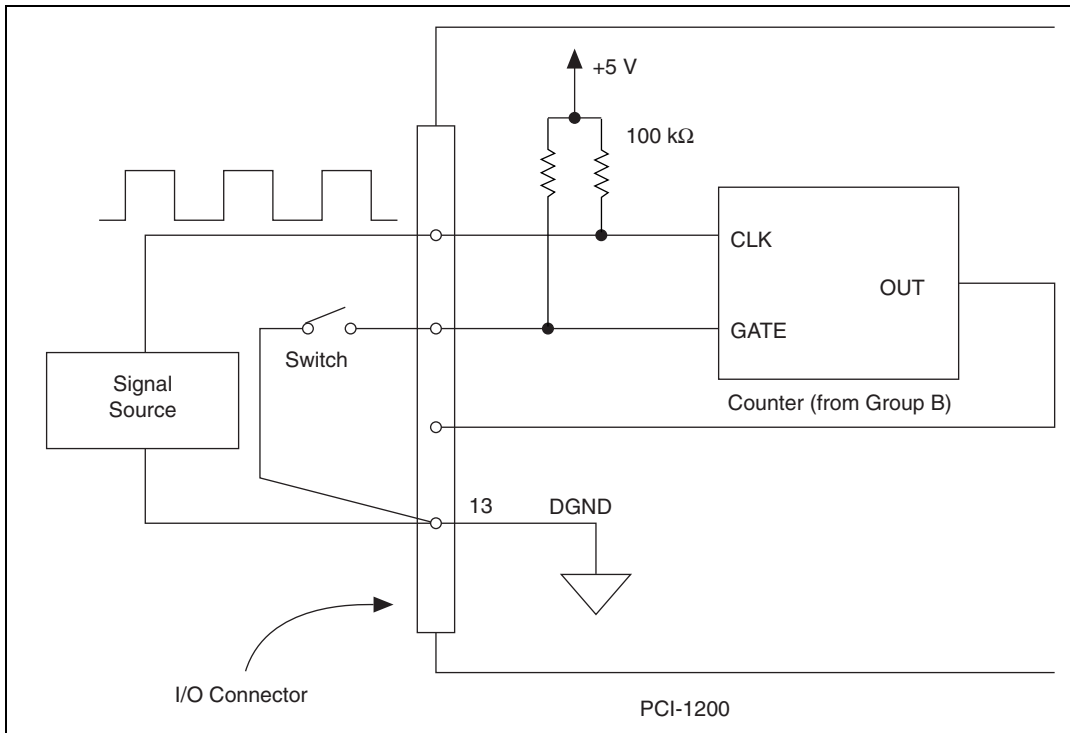 +5 V
100 kΩ
CLK
OUT
GATE
Switch
Signal
Source
Counter (from Group B)
13
DGND
I/O Connector
PCI-1200